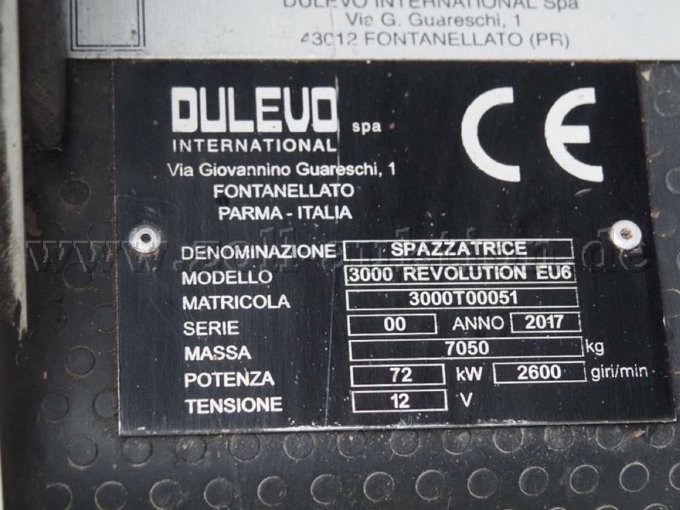 DULEVO INTERNATIONAL Spa
Via G. Guareschi, 1
43012 FONTANELLATO (PR)
DULEVO spa
INTERNATIONAL
CE
Via Giovannino Guareschi, 1
FONTANELLATO
PARMA - ITALIA
DENOMINAZIONE SPAZZATRICE
MODELLO 3000 REVOLUTION EU6
MATRICOLA 3000T00051
SERIE 00 ANNO 2017
MASSA 7050 kg
POTENZA 72 kW 2600 giri/min
TENSIONE 12 V